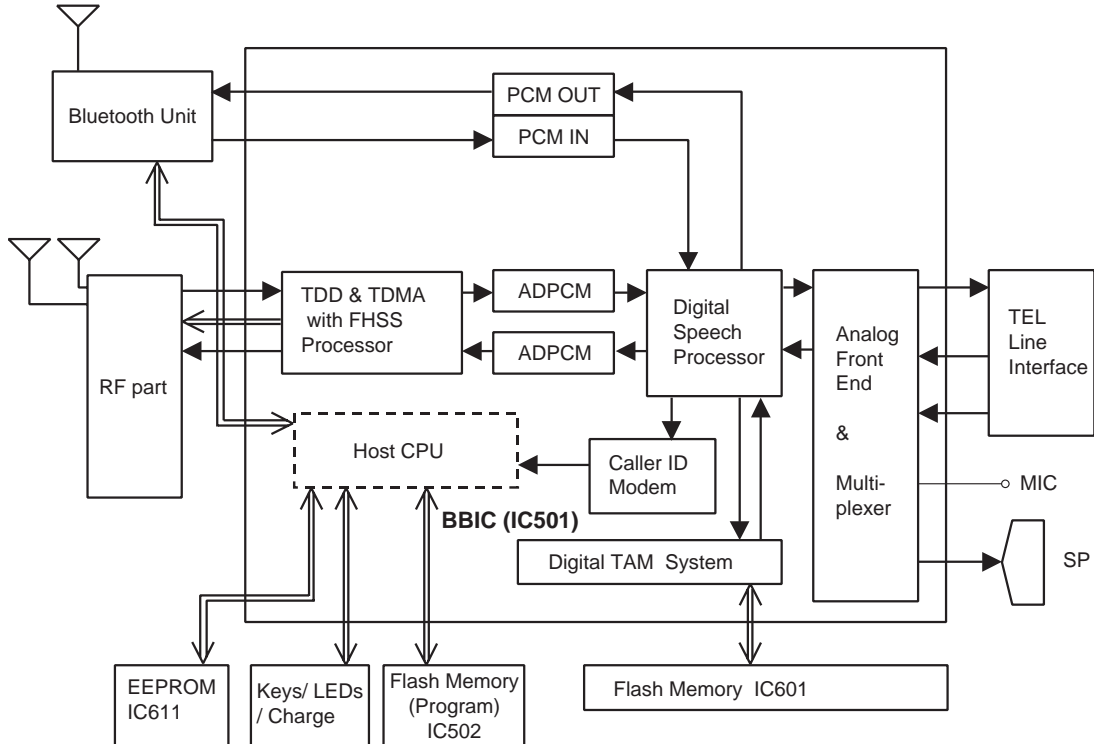 Bluetooth Unit
PCM OUT
PCM IN
RF part
TDD & TDMA
with FHSS
Processor
ADPCM
ADPCM
Digital
Speech
Processor
Analog
Front
End
&
Multi-
plexer
TEL
Line
Interface
Host CPU
Caller ID
Modem
MIC
BBIC (IC501)
Digital TAM System
SP
EEPROM
IC611
Keys/ LEDs
/ Charge
Flash Memory
(Program)
IC502
Flash Memory IC601